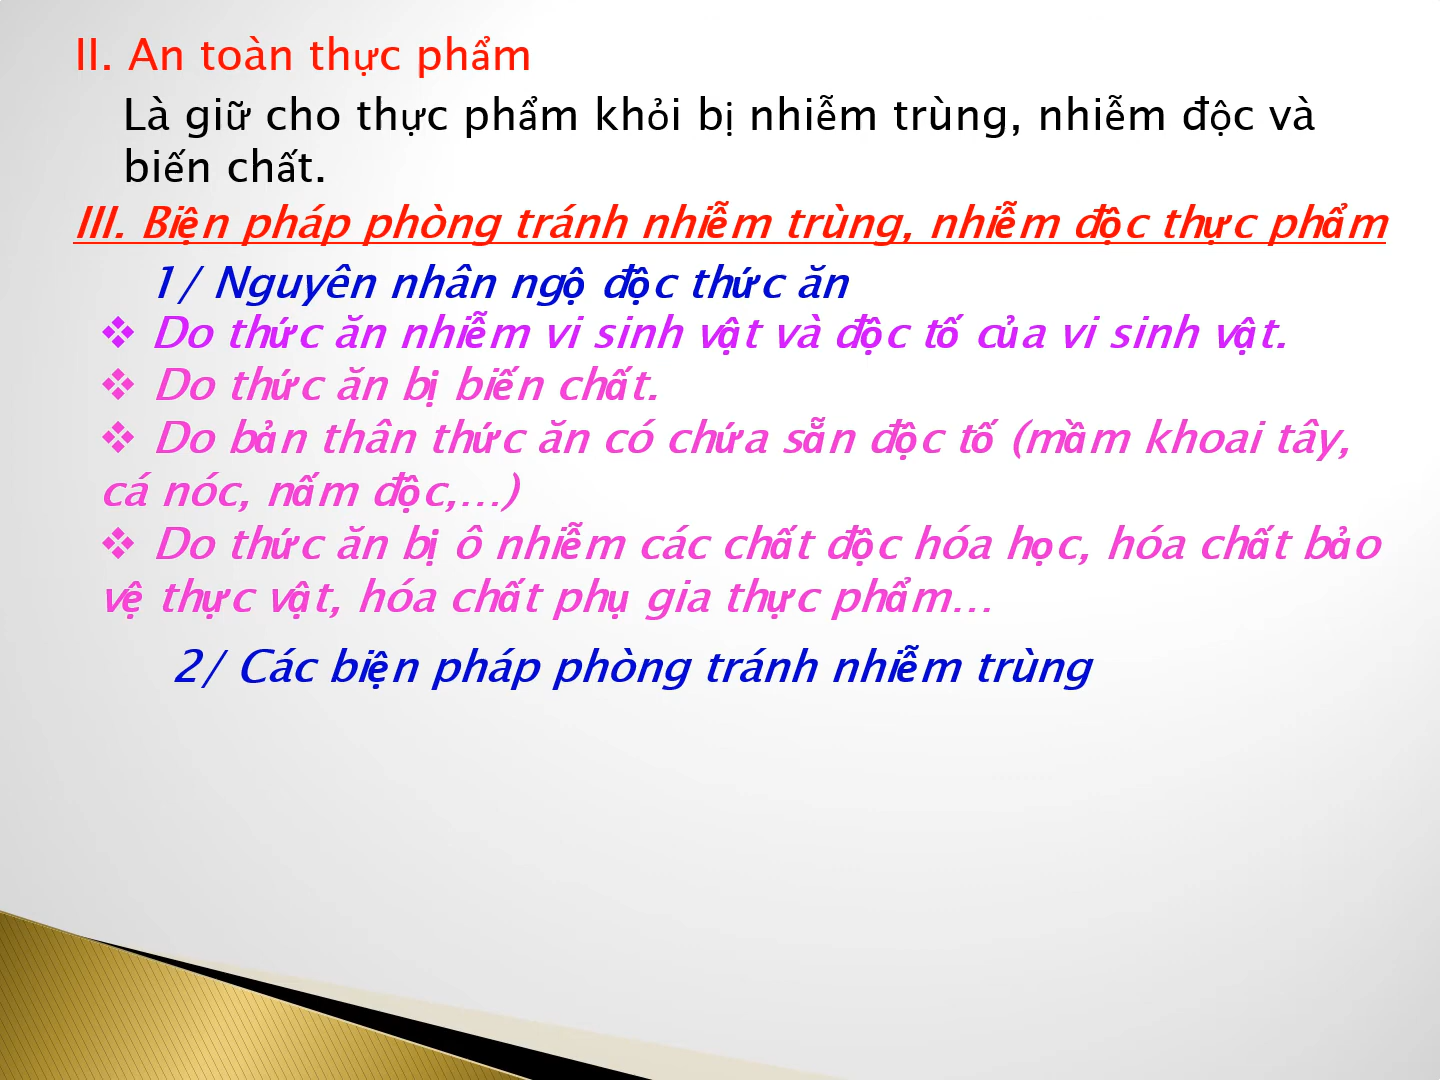 II. An toàn thực phẩm
Là giữ cho thực phẩm khỏi bị nhiễm trùng, nhiễm độc và
biến chất.
III. Biện pháp phòng tránh nhiễm trùng, nhiễm độc thực phẩm
1/ Nguyên nhân ngộ độc thức ăn
❖ Do thức ăn nhiễm vi sinh vật và độc tố của vi sinh vật.
❖ Do thức ăn bị biến chất.
❖ Do bản thân thức ăn có chứa sẵn độc tố (mầm khoai tây,
cá nóc, nấm độc,…)
❖ Do thức ăn bị ô nhiễm các chất độc hóa học, hóa chất bảo
vệ thực vật, hóa chất phụ gia thực phẩm…
2/ Các biện pháp phòng tránh nhiễm trùng